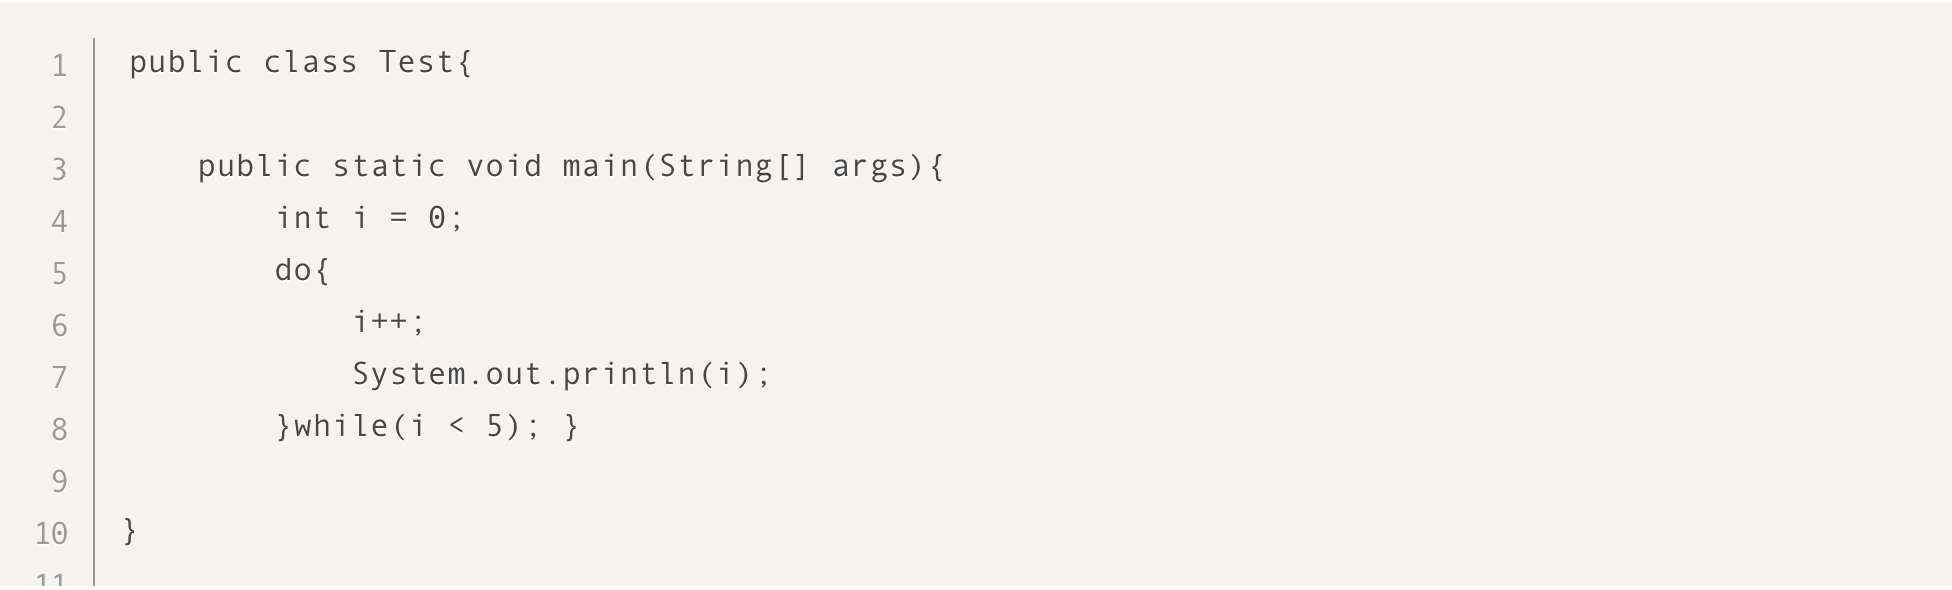 1 public class Test{
2
3 public static void main(String[] args){
4 int i = 0;
5 do{
6 i++;
7 System.out.println(i);
8 }while(i < 5); }
9
10 }
11